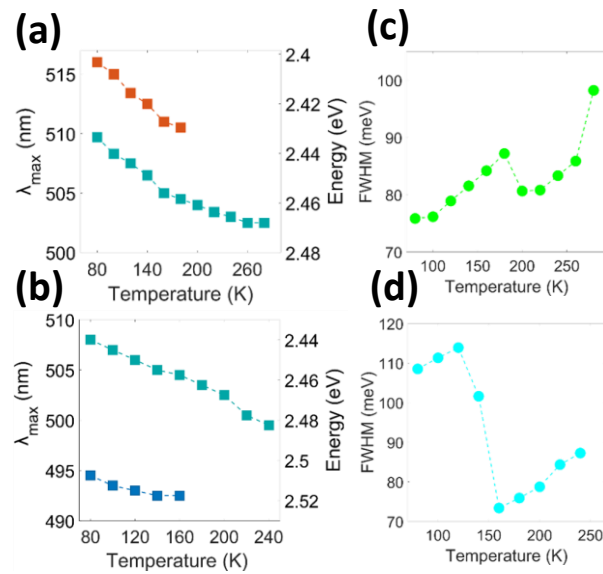 (a)
515
510
505
500
λmax (nm)
2.4
2.42
2.44
2.46
2.48
Energy (eV)
80 140 200 260
Temperature (K)
(c)
100
90
80
70
FWHM (meV)
100 150 200 250
Temperature (K)
(b)
510
505
500
495
490
λmax (nm)
2.44
2.46
2.48
2.5
2.52
Energy (eV)
80 120 160 200 240
Temperature (K)
(d)
120
110
100
90
80
70
FWHM (meV)
100 150 200 250
Temperature (K)